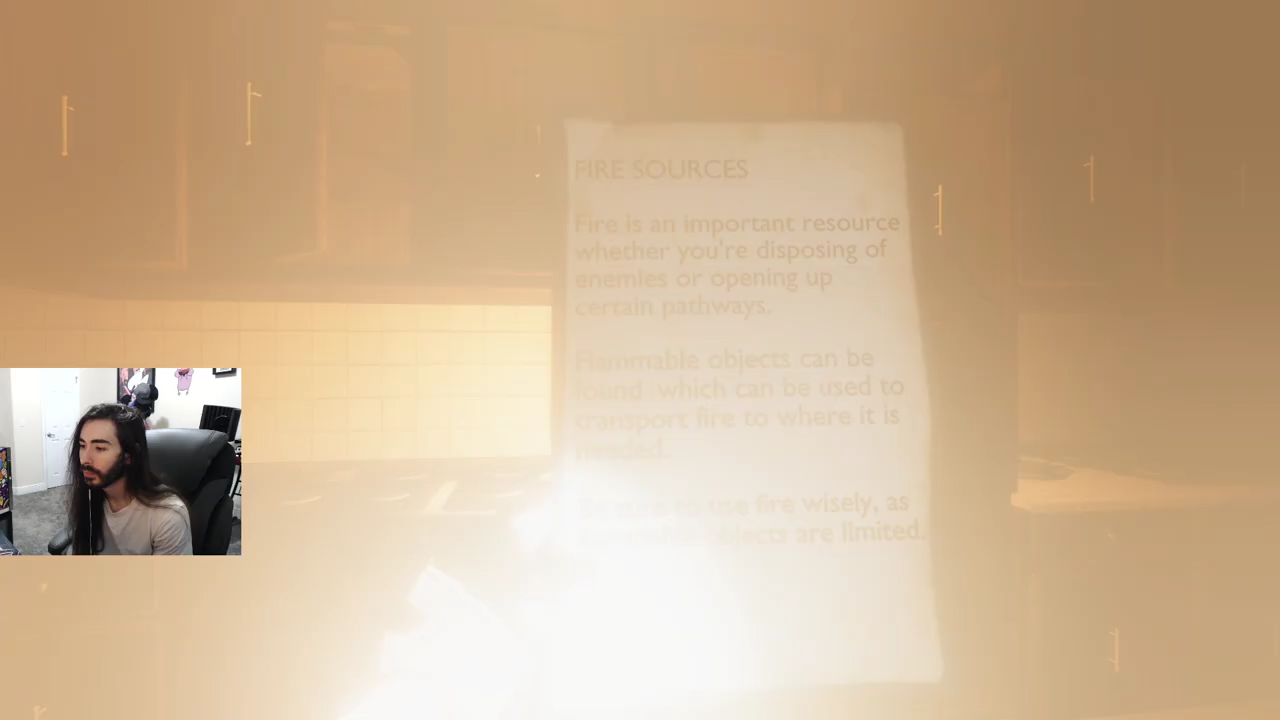 FIRE SOURCES
Fire is an important resource
whether you're disposing of
enemies or opening up
certain pathways.
Flammable objects can be
found which can be used to
transport fire to where it is
needed.
Be sure to use fire wisely, as
objects are limited.